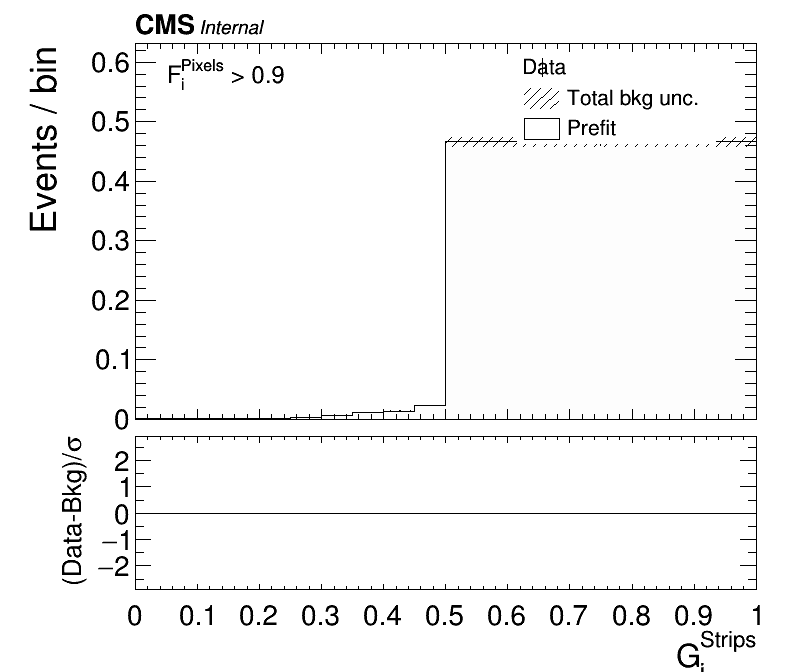 CMS Internal
Events / bin
0.6
0.5
0.4
0.3
0.2
0.1
0
F_i^Pixels > 0.9
Data
Total bkg unc.
Prefit
(Data-Bkg)/σ
2
1
0
−1
−2
0 0.1 0.2 0.3 0.4 0.5 0.6 0.7 0.8 0.9 1
G_i^Strips